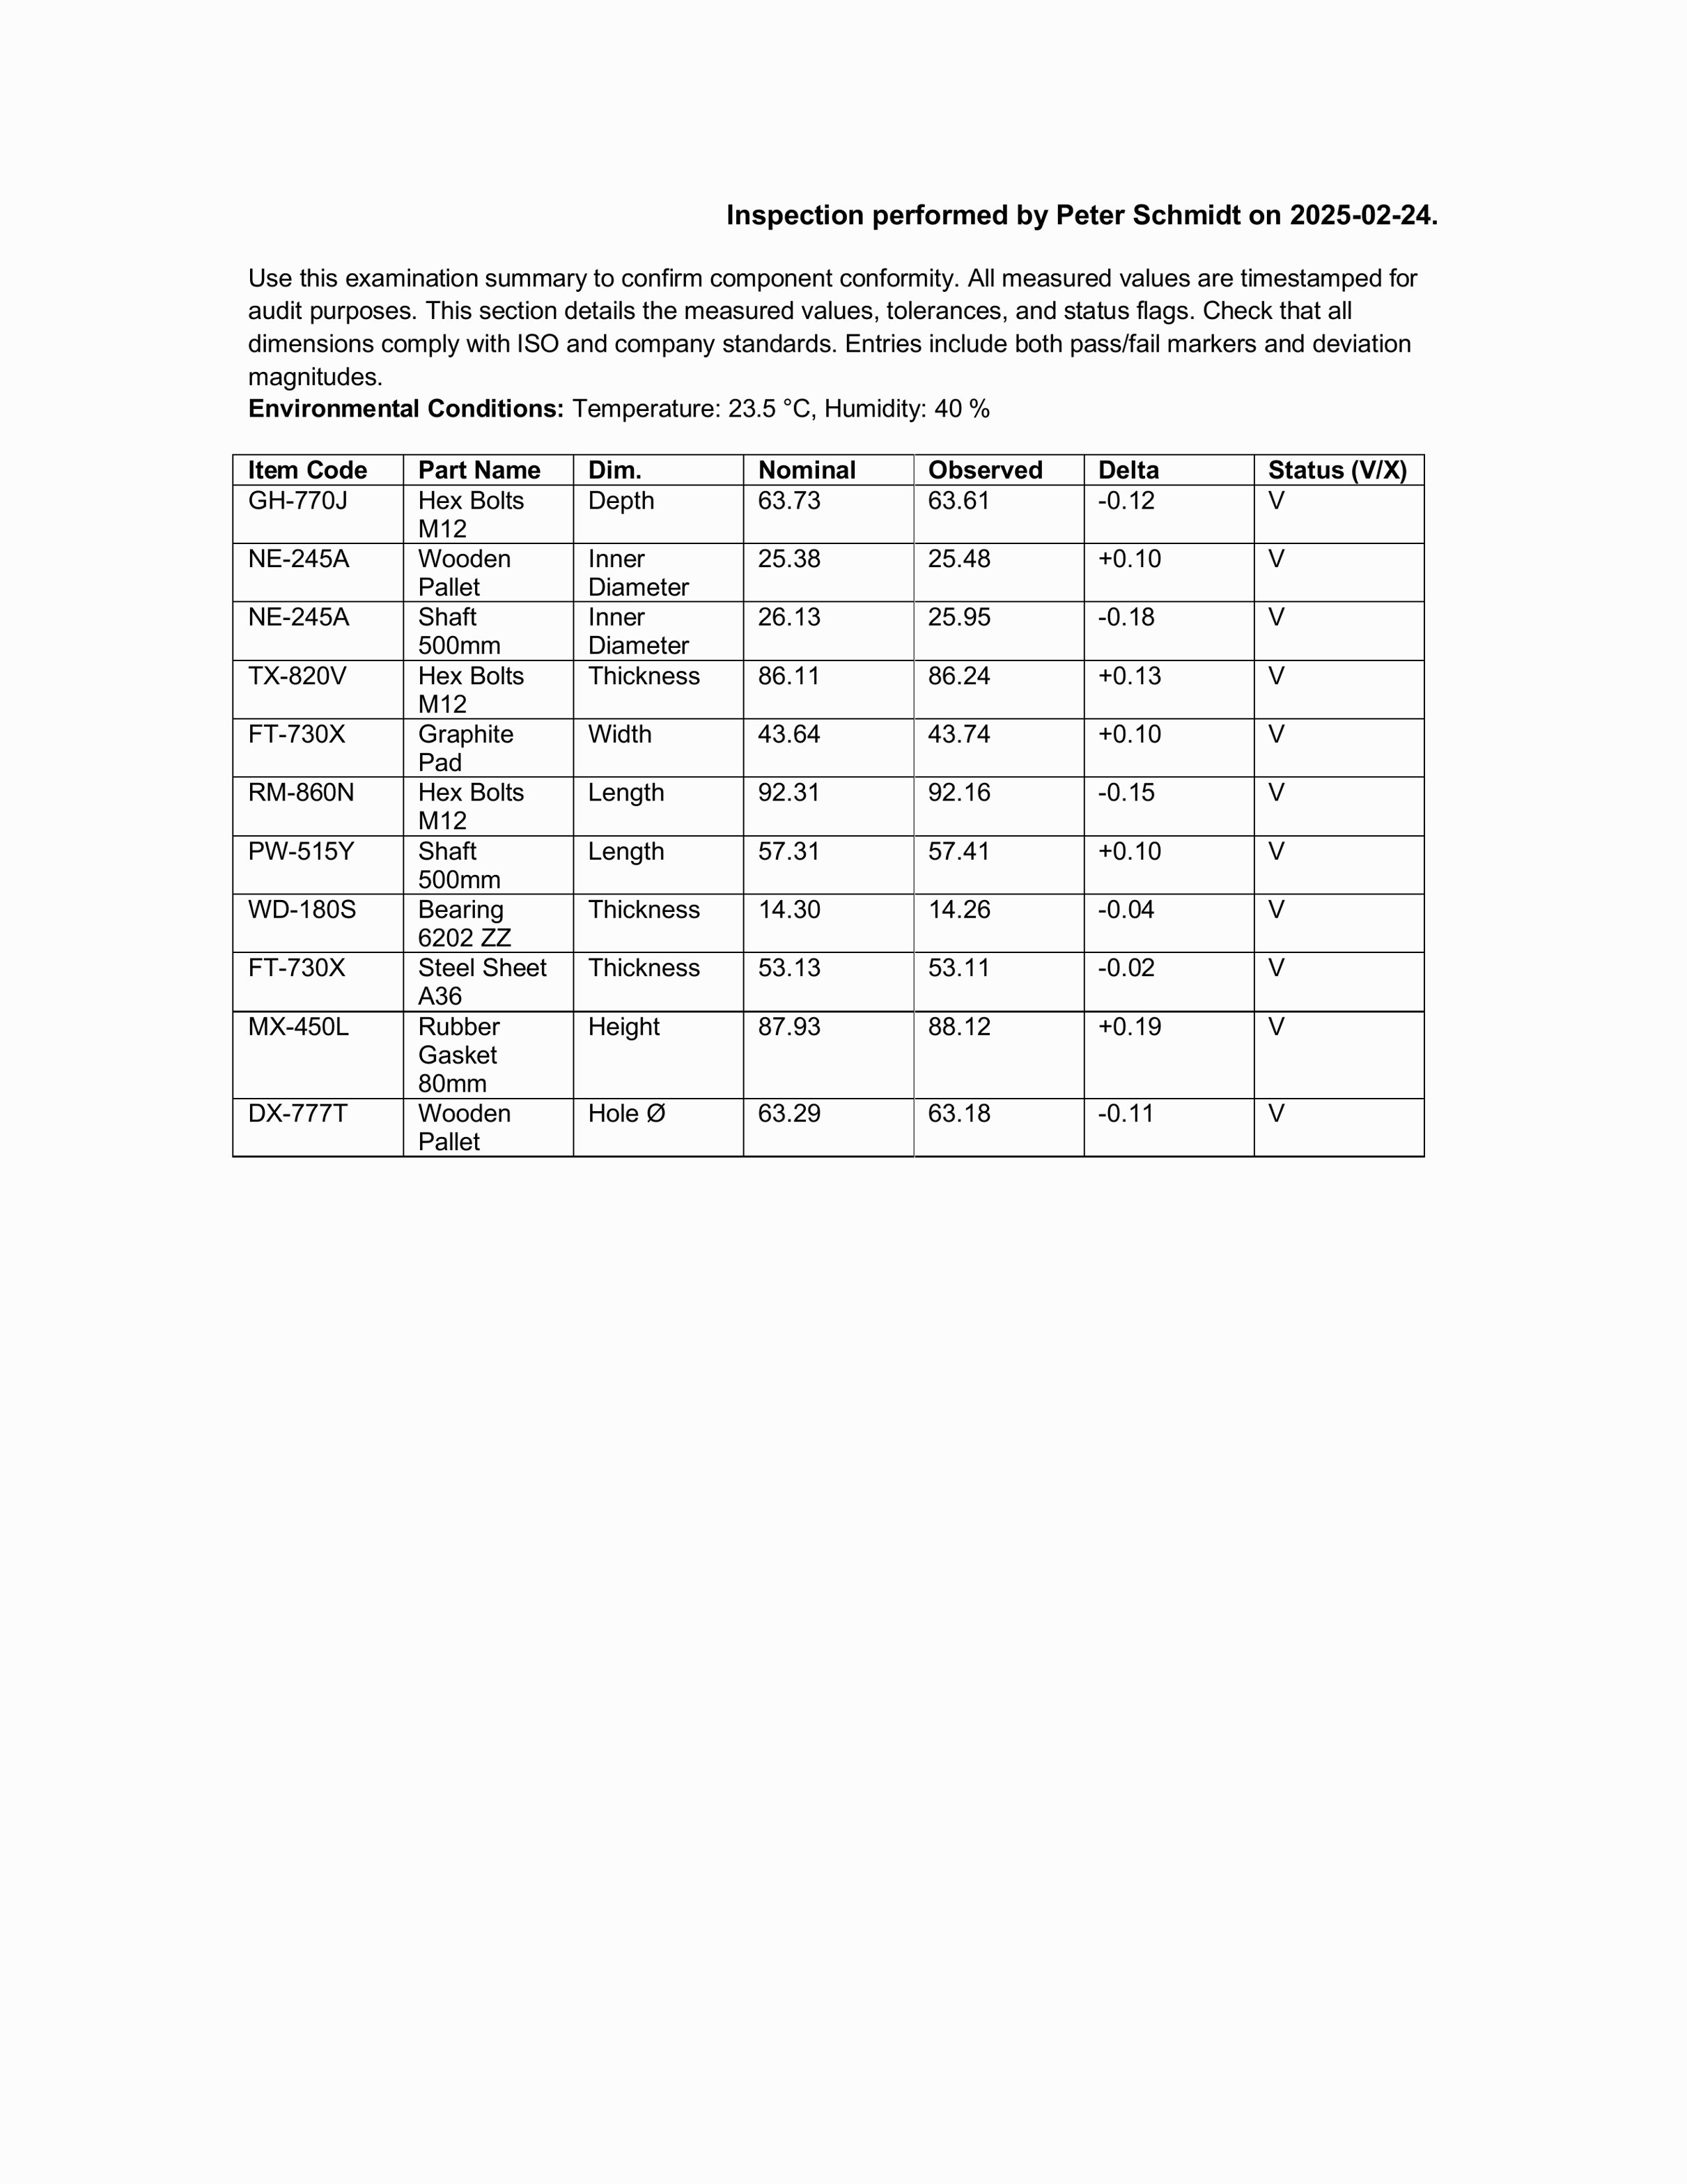 Inspection performed by Peter Schmidt on 2025-02-24.
Use this examination summary to confirm component conformity. All measured values are timestamped for
audit purposes. This section details the measured values, tolerances, and status flags. Check that all
dimensions comply with ISO and company standards. Entries include both pass/fail markers and deviation
magnitudes.
Environmental Conditions: Temperature: 23.5 °C, Humidity: 40 %
Item Code Part Name Dim. Nominal Observed Delta Status (V/X)
GH-770J Hex Bolts Depth 63.73 63.61 -0.12 V
M12
NE-245A Wooden Inner 25.38 25.48 +0.10 V
Pallet Diameter
NE-245A Shaft Inner 26.13 25.95 -0.18 V
500mm Diameter
TX-820V Hex Bolts Thickness 86.11 86.24 +0.13 V
M12
FT-730X Graphite Width 43.64 43.74 +0.10 V
Pad
RM-860N Hex Bolts Length 92.31 92.16 -0.15 V
M12
PW-515Y Shaft Length 57.31 57.41 +0.10 V
500mm
WD-180S Bearing Thickness 14.30 14.26 -0.04 V
6202 ZZ
FT-730X Steel Sheet Thickness 53.13 53.11 -0.02 V
A36
MX-450L Rubber Height 87.93 88.12 +0.19 V
Gasket
80mm
DX-777T Wooden Hole Ø 63.29 63.18 -0.11 V
Pallet